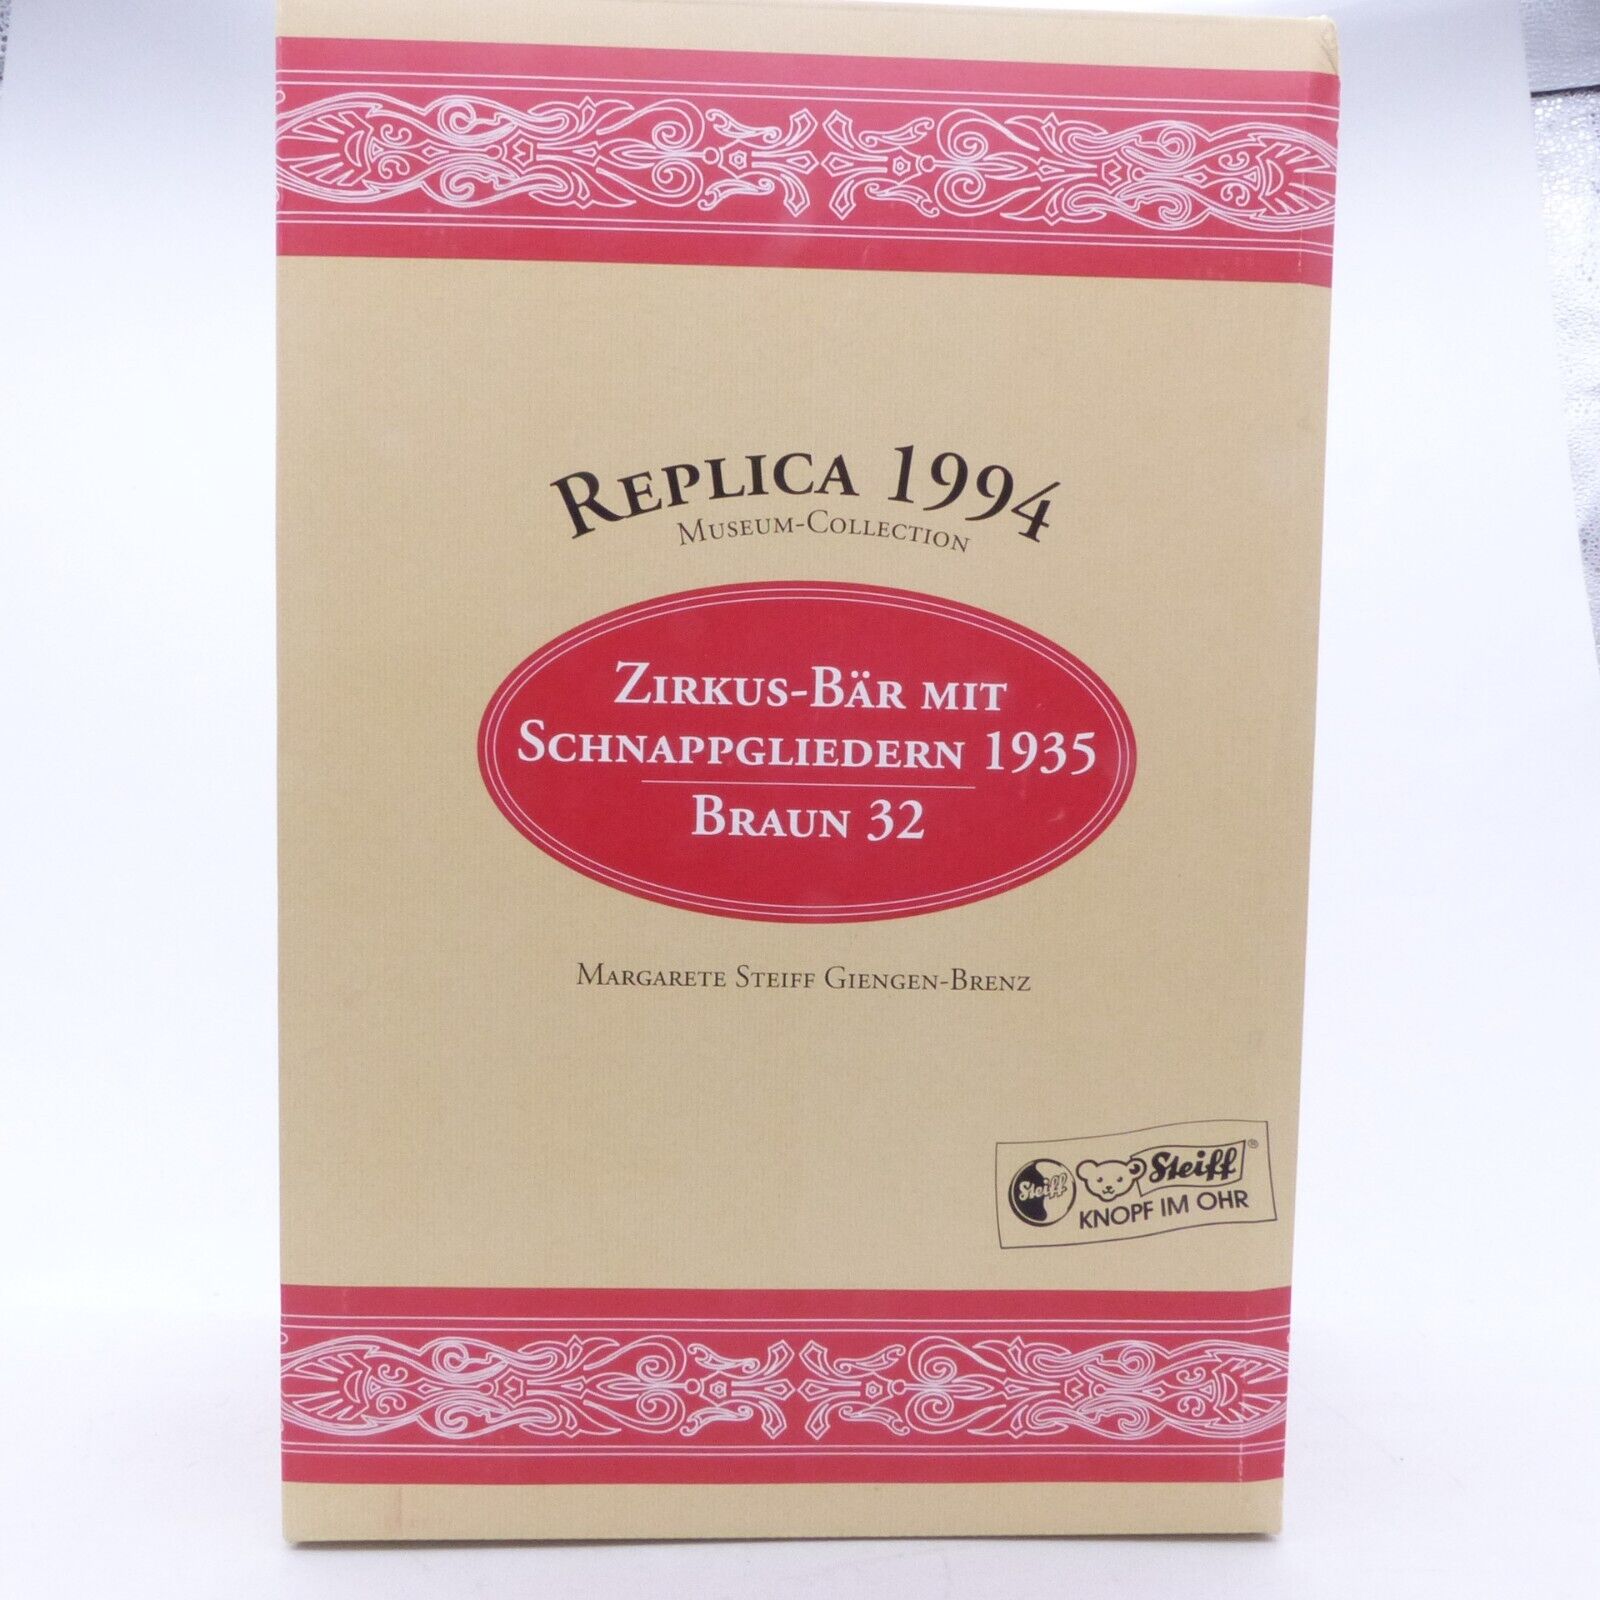 REPLICA 1994
MUSEUM-COLLECTION
ZIRKUS-BÄR MIT
SCHNAPPGLIEDERN 1935
BRAUN 32
MARGARETE STEIFF GIENGEN-BRENZ
Steiff
Steiff®
KNOPF IM OHR